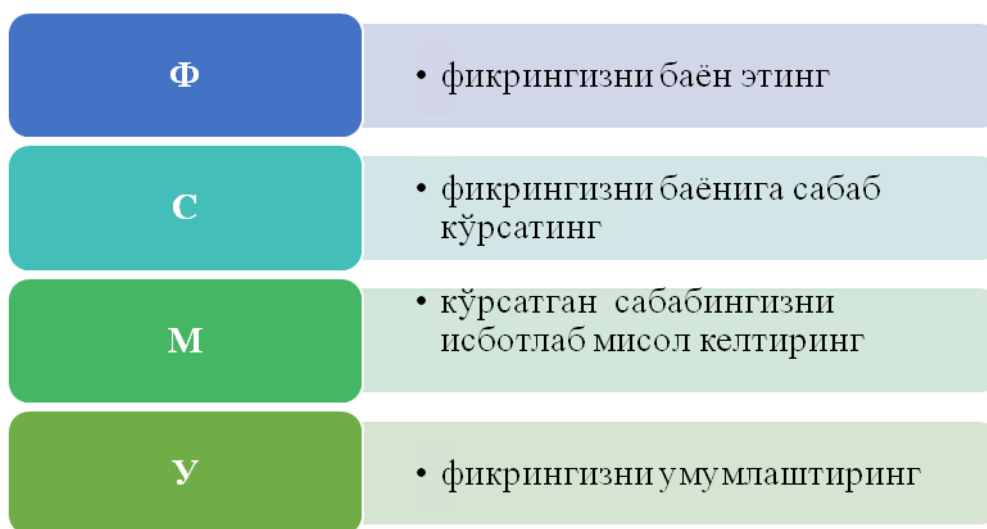 Ф
• фикрингизни баён этинг
С
• фикрингизни баёнига сабаб
кўрсатинг
М
• кўрсатган сабабингизни
исботлаб мисол келтиринг
У
• фикрингизни умумлаштиринг